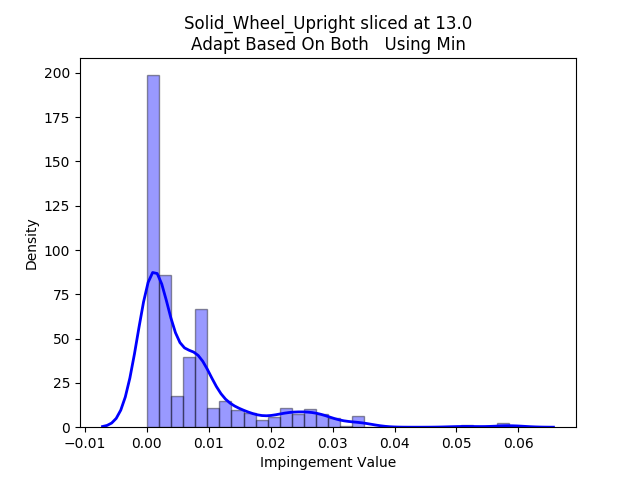 Solid_Wheel_Upright sliced at 13.0
Adapt Based On Both   Using Min
200
175
150
125
100
75
50
25
0
Density
−0.01 0.00 0.01 0.02 0.03 0.04 0.05 0.06
Impingement Value